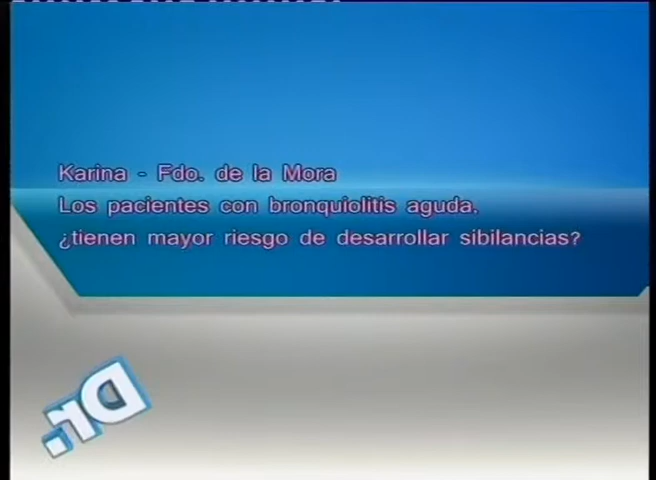 Karina - Fdo. de la Mora
Los pacientes con bronquiolitis aguda.
¿tienen mayor riesgo de desarrollar sibilancias?
Dr.